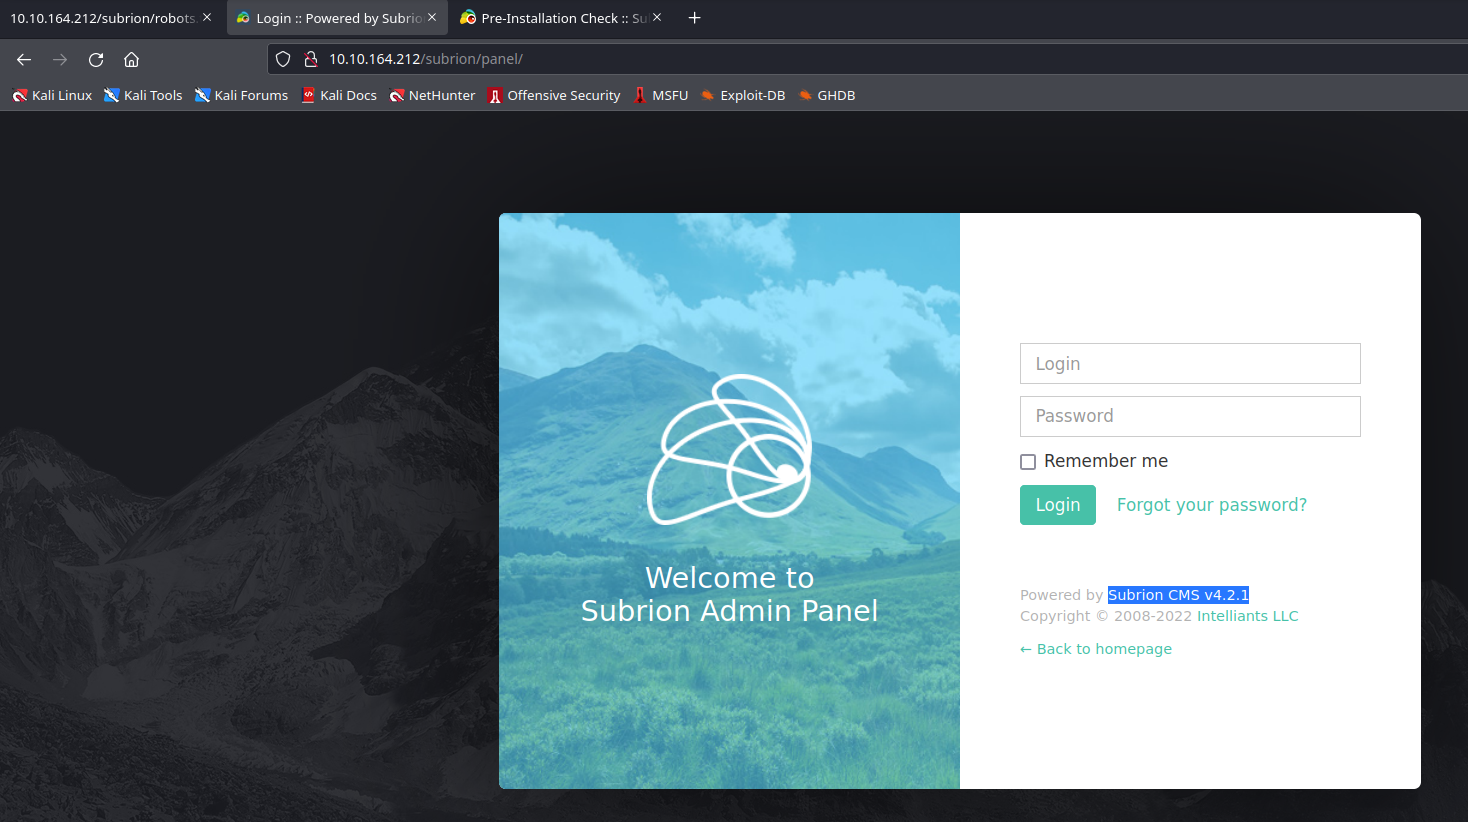 10.10.164.212/subrion/robots.
Login :: Powered by Subrio
Pre-Installation Check :: Su
10.10.164.212/subrion/panel/
Kali Linux
Kali Tools
Kali Forums
Kali Docs
NetHunter
Offensive Security
MSFU
Exploit-DB
GHDB
Welcome to
Subrion Admin Panel
Login
Password
Remember me
Login
Forgot your password?
Powered by Subrion CMS v4.2.1
Copyright © 2008-2022 Intelliants LLC
← Back to homepage